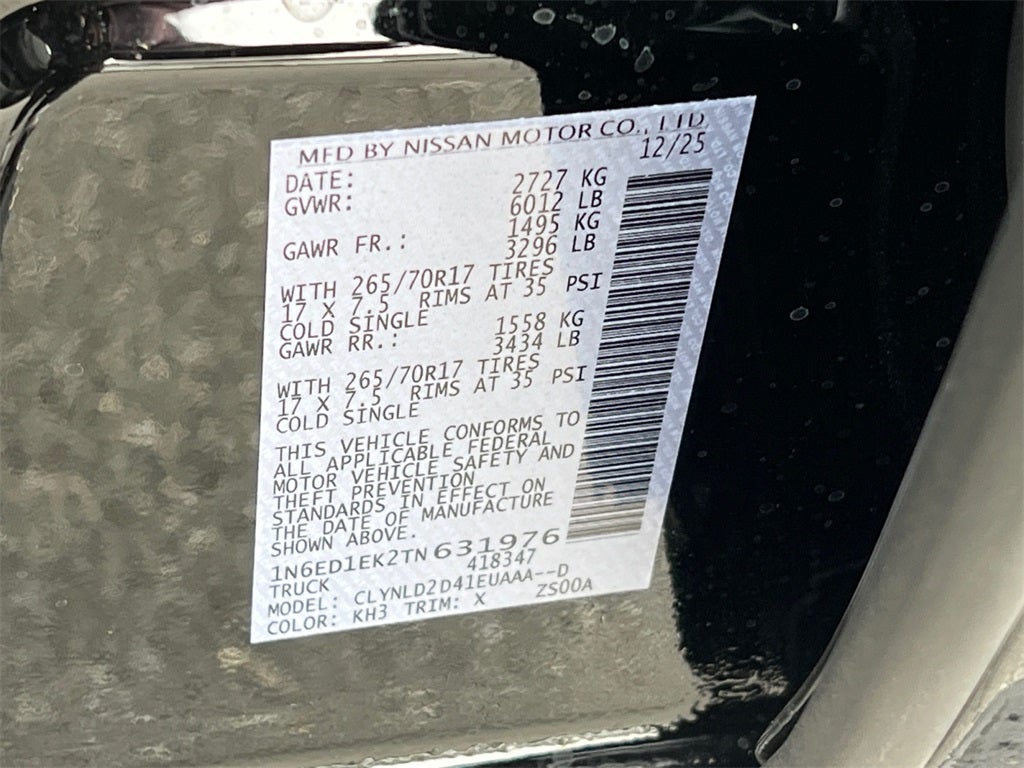 MFD BY NISSAN MOTOR CO., LTD
DATE: 12/25
GVWR: 2727 KG
6012 LB
GAWR FR.: 1495 KG
3296 LB
WITH 265/70R17 TIRES
17 X 7.5 RIMS AT 35 PSI
COLD SINGLE
GAWR RR.: 1558 KG
3434 LB
WITH 265/70R17 TIRES
17 X 7.5 RIMS AT 35 PSI
COLD SINGLE
THIS VEHICLE CONFORMS TO
ALL APPLICABLE FEDERAL
MOTOR VEHICLE SAFETY AND
THEFT PREVENTION
STANDARDS IN EFFECT ON
THE DATE OF MANUFACTURE
SHOWN ABOVE.
1N6ED1EK2TN631976
TRUCK 418347
MODEL: CLYNLD2D41EUAAA--D
COLOR: KH3 TRIM: X ZS00A